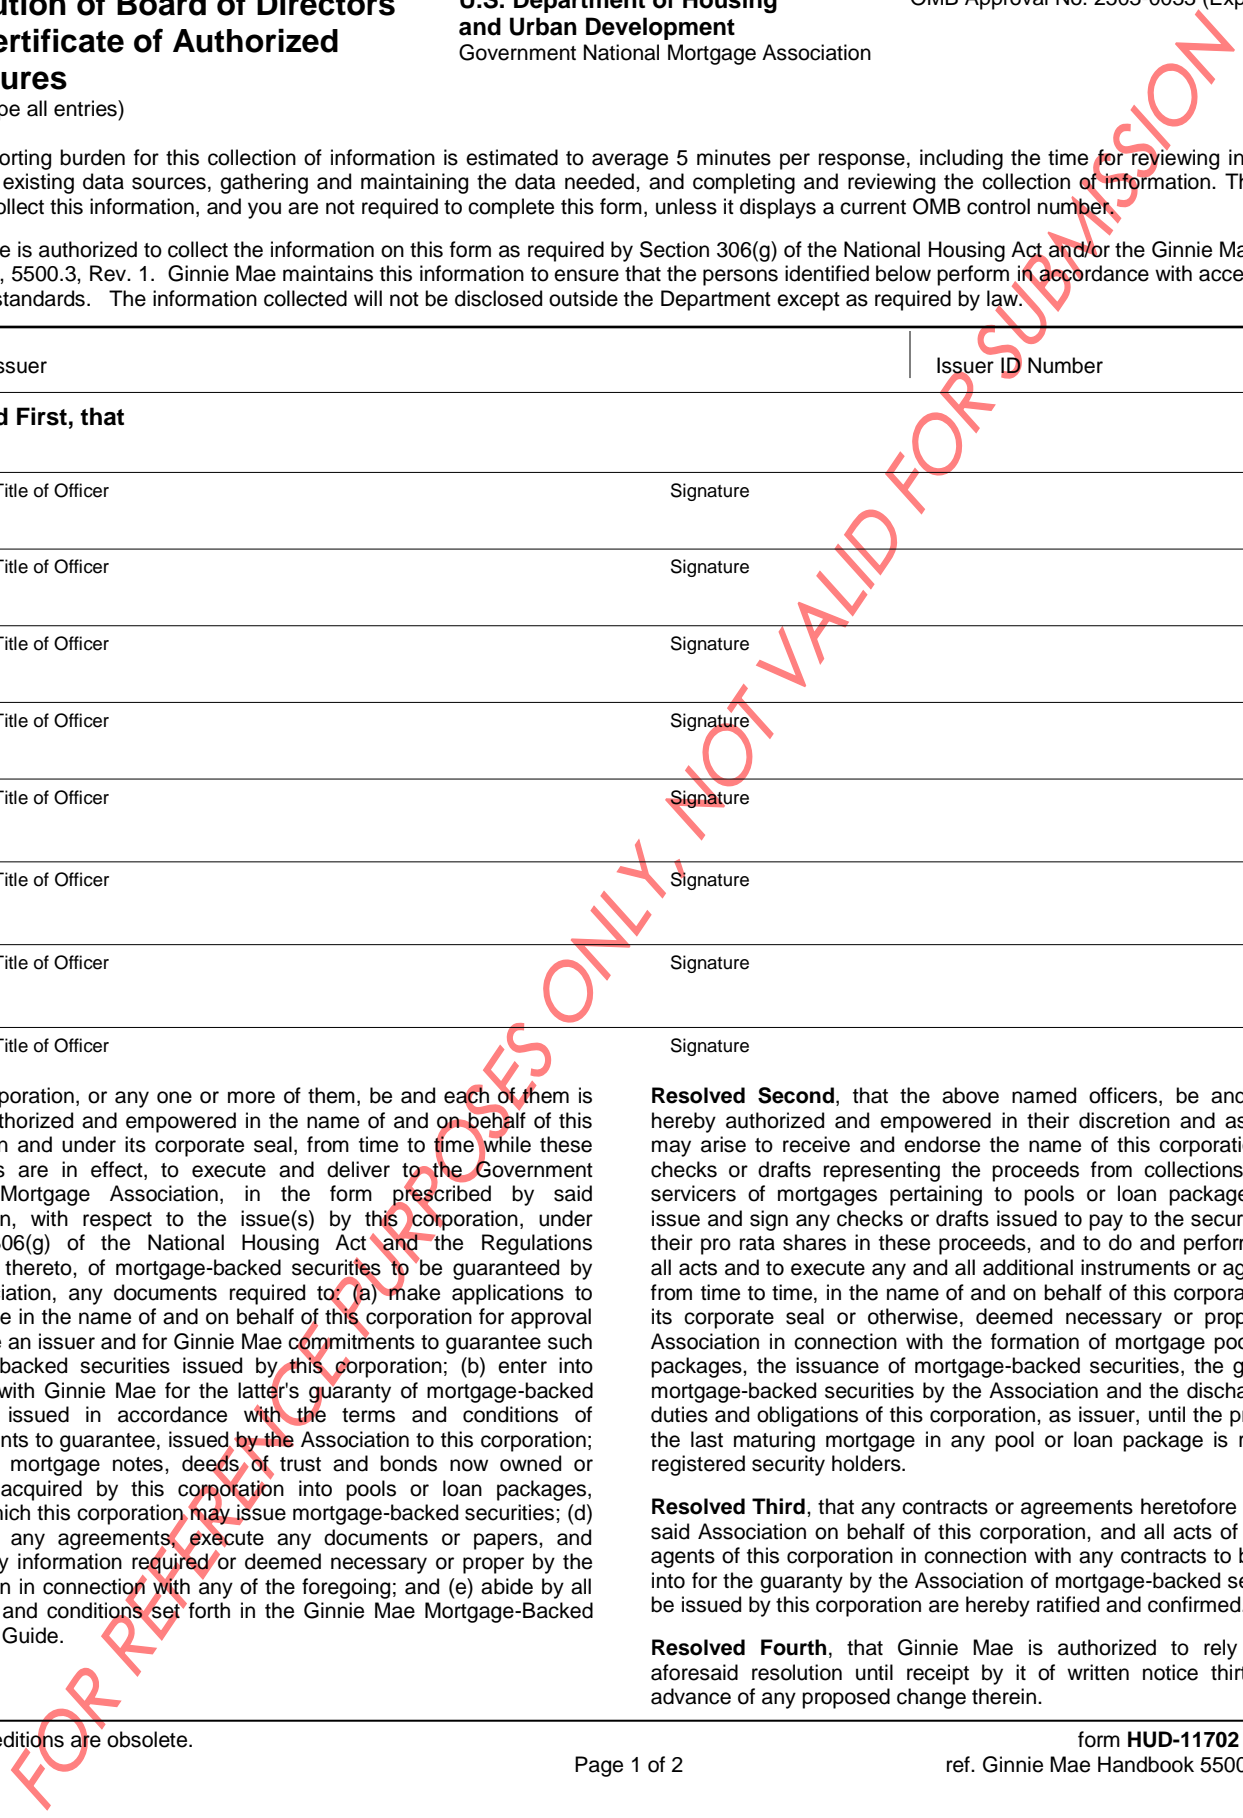 ution of Board of Directors
ertificate of Authorized
ures
pe all entries)
U.S. Department of Housing
and Urban Development
Government National Mortgage Association
OMB Approval No. 2503-0033 (Exp
orting burden for this collection of information is estimated to average 5 minutes per response, including the time for reviewing in
existing data sources, gathering and maintaining the data needed, and completing and reviewing the collection of information. Th
ollect this information, and you are not required to complete this form, unless it displays a current OMB control number.
e is authorized to collect the information on this form as required by Section 306(g) of the National Housing Act and/or the Ginnie Ma
, 5500.3, Rev. 1. Ginnie Mae maintains this information to ensure that the persons identified below perform in accordance with acce
standards. The information collected will not be disclosed outside the Department except as required by law.
ssuer
Issuer ID Number
d First, that
Title of Officer
Signature
Title of Officer
Signature
Title of Officer
Signature
Title of Officer
Signature
Title of Officer
Signature
Title of Officer
Signature
Title of Officer
Signature
Title of Officer
Signature
poration, or any one or more of them, be and each of them is
thorized and empowered in the name of and on behalf of this
n and under its corporate seal, from time to time while these
s are in effect, to execute and deliver to the Government
Mortgage Association, in the form prescribed by said
n, with respect to the issue(s) by this corporation, under
306(g) of the National Housing Act and the Regulations
thereto, of mortgage-backed securities to be guaranteed by
iation, any documents required to: (a) make applications to
e in the name of and on behalf of this corporation for approval
e an issuer and for Ginnie Mae commitments to guarantee such
backed securities issued by this corporation; (b) enter into
with Ginnie Mae for the latter's guaranty of mortgage-backed
issued in accordance with the terms and conditions of
nts to guarantee, issued by the Association to this corporation;
mortgage notes, deeds of trust and bonds now owned or
acquired by this corporation into pools or loan packages,
hich this corporation may issue mortgage-backed securities; (d)
any agreements, execute any documents or papers, and
y information required or deemed necessary or proper by the
n in connection with any of the foregoing; and (e) abide by all
and conditions set forth in the Ginnie Mae Mortgage-Backed
Guide.
Resolved Second, that the above named officers, be and
hereby authorized and empowered in their discretion and as
may arise to receive and endorse the name of this corporati
checks or drafts representing the proceeds from collections
servicers of mortgages pertaining to pools or loan package
issue and sign any checks or drafts issued to pay to the securi
their pro rata shares in these proceeds, and to do and perform
all acts and to execute any and all additional instruments or ag
from time to time, in the name of and on behalf of this corpora
its corporate seal or otherwise, deemed necessary or prop
Association in connection with the formation of mortgage poo
packages, the issuance of mortgage-backed securities, the g
mortgage-backed securities by the Association and the discha
duties and obligations of this corporation, as issuer, until the pr
the last maturing mortgage in any pool or loan package is r
registered security holders.
Resolved Third, that any contracts or agreements heretofore
said Association on behalf of this corporation, and all acts of
agents of this corporation in connection with any contracts to b
into for the guaranty by the Association of mortgage-backed se
be issued by this corporation are hereby ratified and confirmed.
Resolved Fourth, that Ginnie Mae is authorized to rely
aforesaid resolution until receipt by it of written notice thirt
advance of any proposed change therein.
editions are obsolete.
Page 1 of 2
form HUD-11702
ref. Ginnie Mae Handbook 5500
FOR REFERENCE PURPOSES ONLY, NOT VALID FOR SUBMISSION